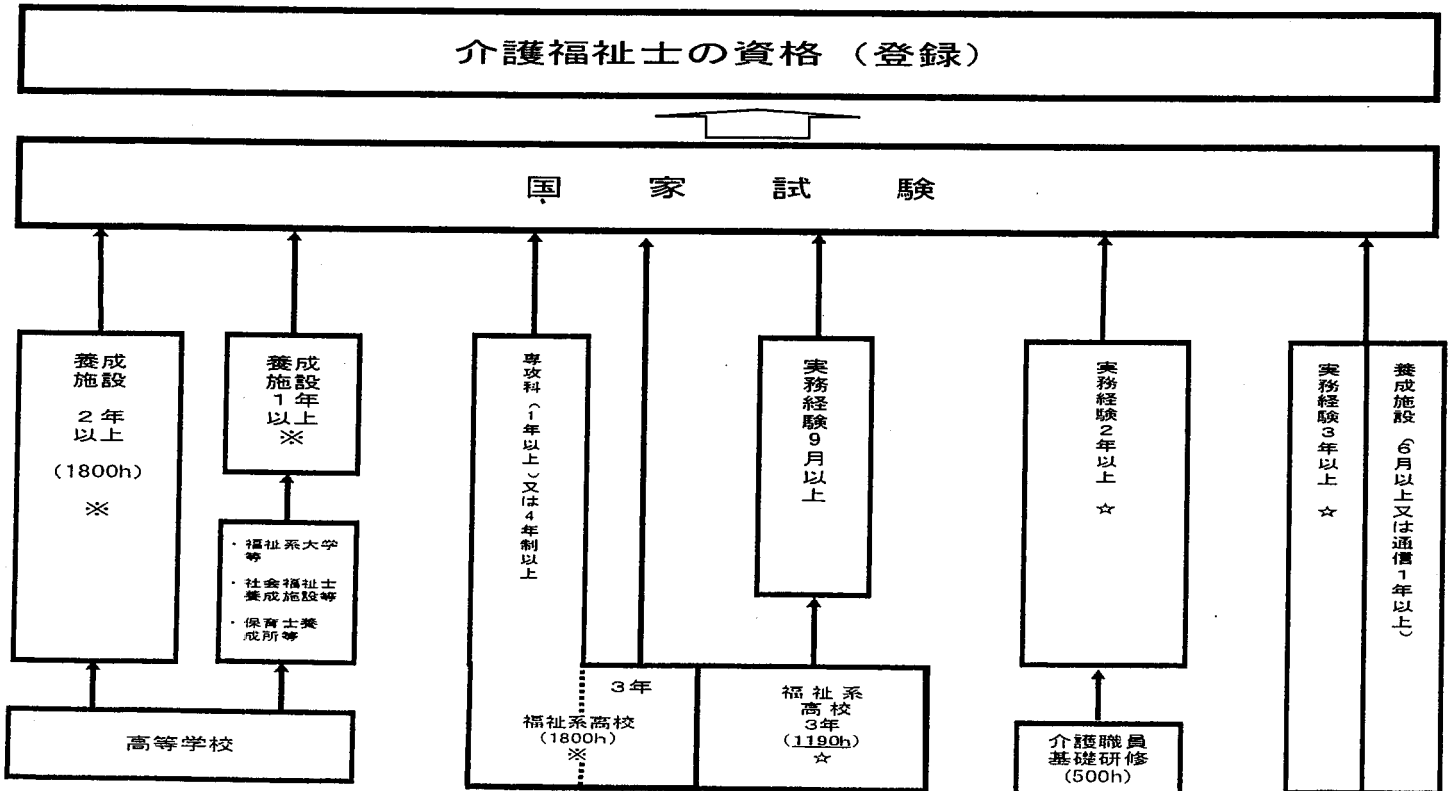 介護福祉士の資格（登録）
国家試験
養成
施設
２年
以上
(1800h)
※
養成
施設
１年
以上
※
・福祉系大学
等
・社会福祉士
養成施設等
・保育士養
成所等
高等学校
専攻科（１年以上）又は４年制以上
３年
福祉系高校
(1800h)
※
実務経験９月以上
福祉系
高校
３年
(1190h)
☆
実務経験２年以上　☆
介護職員
基礎研修
(500h)
実務経験３年以上　☆
養成施設（６月以上又は通信１年以上）